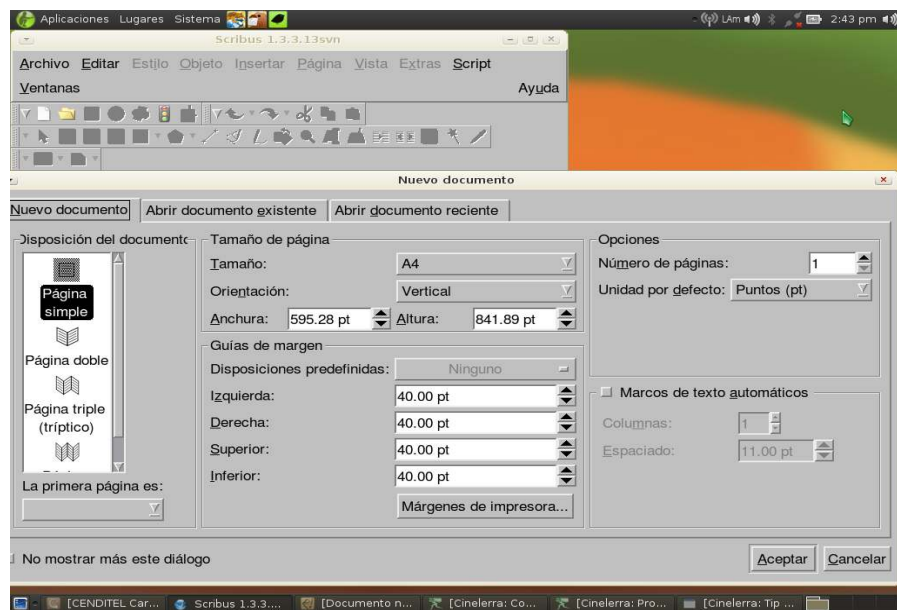 Aplicaciones Lugares Sistema
LAm
2:43 pm
Scribus 1.3.3.13svn
Archivo Editar Estilo Objeto Insertar Página Vista Extras Script
Ventanas
Ayuda
Nuevo documento
Nuevo documento
Abrir documento existente
Abrir documento reciente
Disposición del documento
Página simple
Página doble
Página triple
(tríptico)
La primera página es:
Tamaño de página
Tamaño: A4
Orientación: Vertical
Anchura: 595.28 pt Altura: 841.89 pt
Guías de margen
Disposiciones predefinidas: Ninguno
Izquierda: 40.00 pt
Derecha: 40.00 pt
Superior: 40.00 pt
Inferior: 40.00 pt
Márgenes de impresora...
Opciones
Número de páginas: 1
Unidad por defecto: Puntos (pt)
Marcos de texto automáticos
Columnas: 1
Espaciado: 11.00 pt
No mostrar más este diálogo
Aceptar
Cancelar
[CENDITEL Car...
Scribus 1.3.3....
[Documento n...
[Cinelerra: Co...
[Cinelerra: Pro...
[Cinelerra: Tip ...